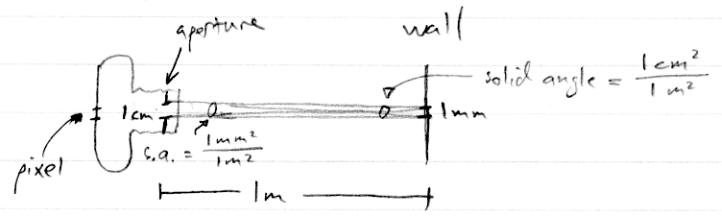 aperture
wall
solid angle = 1cm² / 1m²
1cm
1mm
pixel
s.a. = 1mm² / 1m²
1m